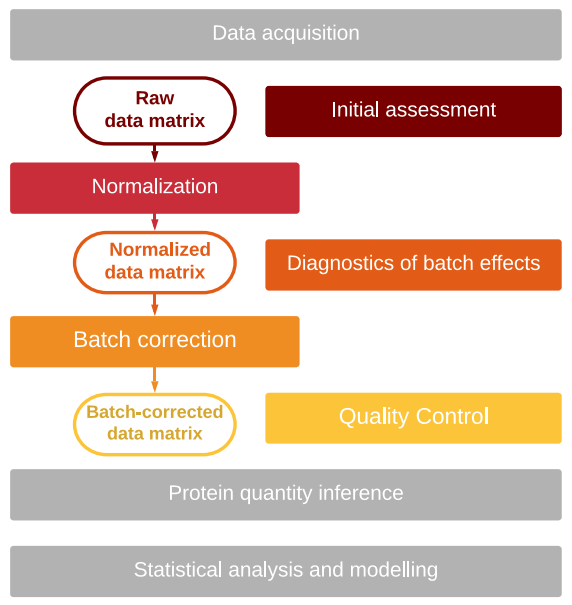 Data acquisition
Raw
data matrix
Initial assessment
Normalization
Normalized
data matrix
Diagnostics of batch effects
Batch correction
Batch-corrected
data matrix
Quality Control
Protein quantity inference
Statistical analysis and modelling